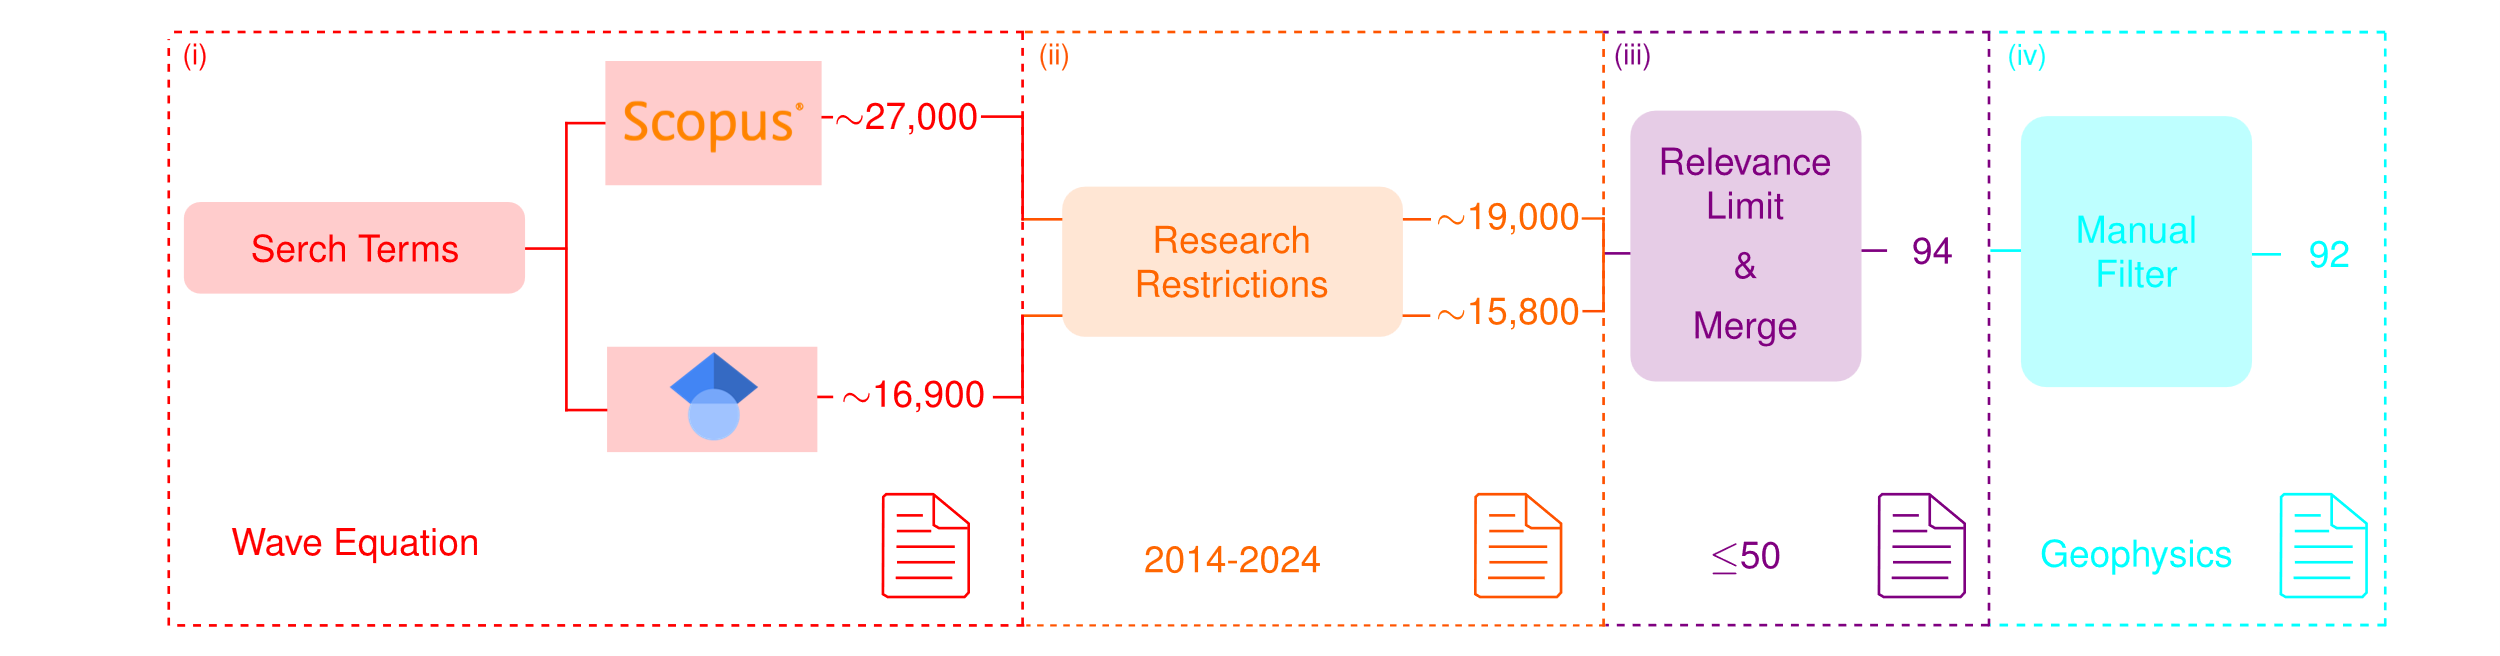 (i)
Serch Terms
Scopus®
~27,000
~16,900
Wave Equation
(ii)
Research
Restrictions
~19,000
~15,800
2014-2224
(iii)
Relevance
Limit
&
Merge
94
≤50
(iv)
Manual
Filter
92
Geophysics